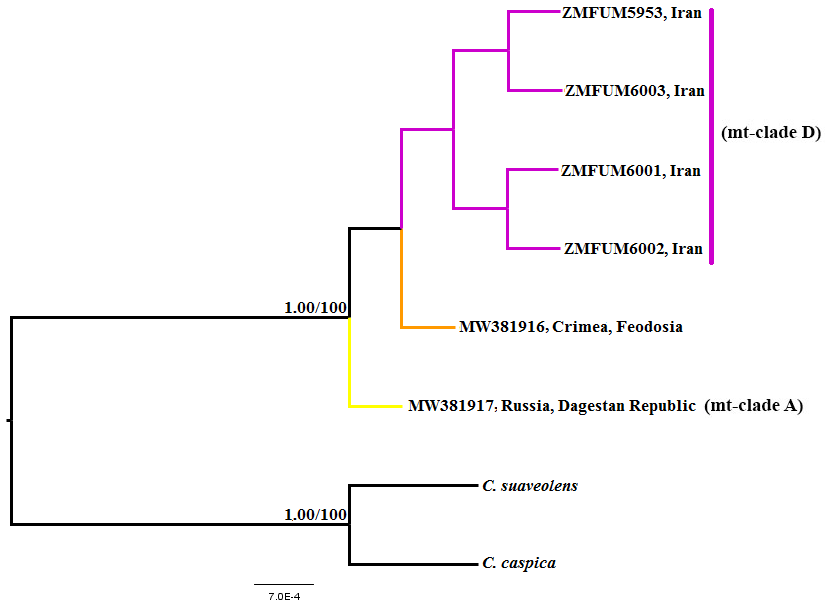 ZMFUM5953, Iran
ZMFUM6003, Iran
(mt-clade D)
ZMFUM6001, Iran
ZMFUM6002, Iran
1.00/100
MW381916, Crimea, Feodosia
MW381917, Russia, Dagestan Republic (mt-clade A)
C. suaveolens
1.00/100
C. caspica
7.0E-4